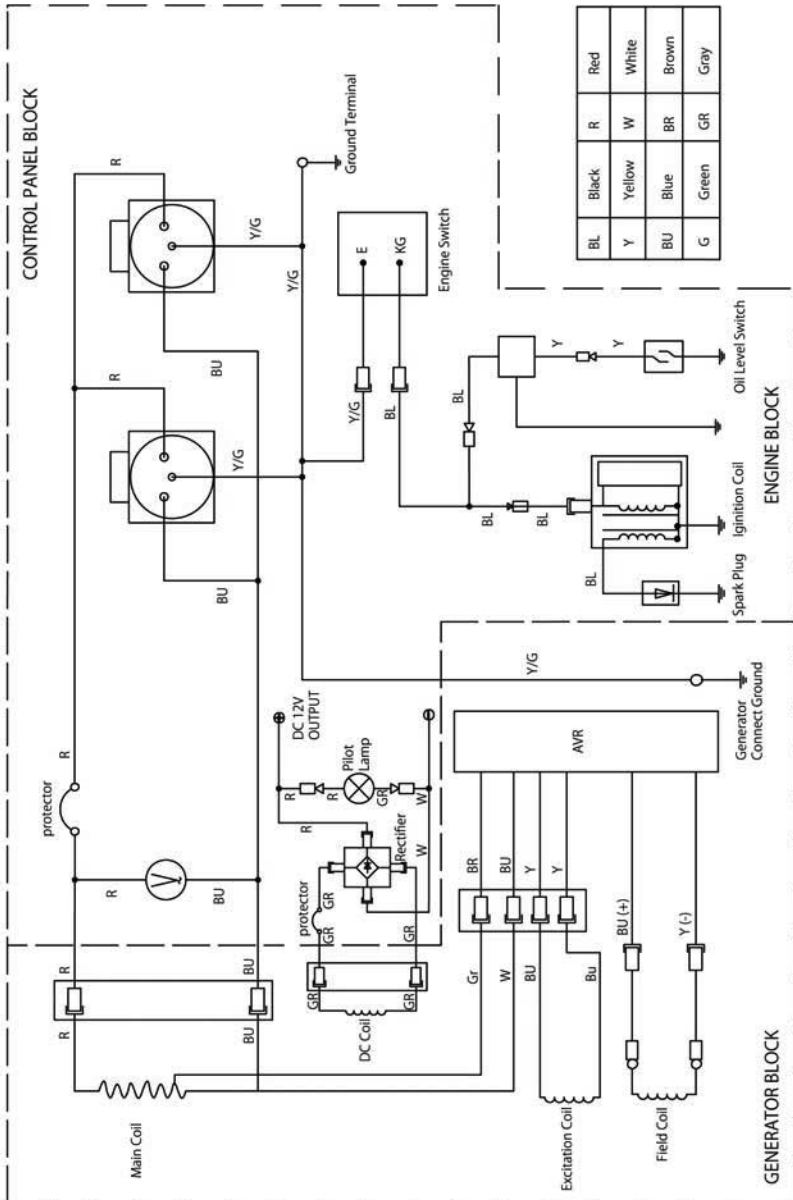 CONTROL PANEL BLOCK
R
R
R
R
protector
R
BU
V
BU
BU
Y/G
Y/G
Y/G
Ground Terminal
Y/G
BL
E
KG
Engine Switch
DC 12V
OUTPUT
Pilot
Lamp
R
R
GR
W
R
W
Rectifier
protector
GR
GR
GR
R
BU
R
BU
Main Coil
GR
GR
DC Coil
GENERATOR BLOCK
Gr
W
BU
Bu
BR
BU
Y
Y
Excitation Coil
BU (+)
Y (-)
Field Coil
AVR
Y/G
Generator
Connect Ground
ENGINE BLOCK
BL
BL
BL
BL
Spark Plug
Iginition Coil
Y
Y
Oil Level Switch
BL Black R Red
Y Yellow W White
BU Blue BR Brown
G Green GR Gray